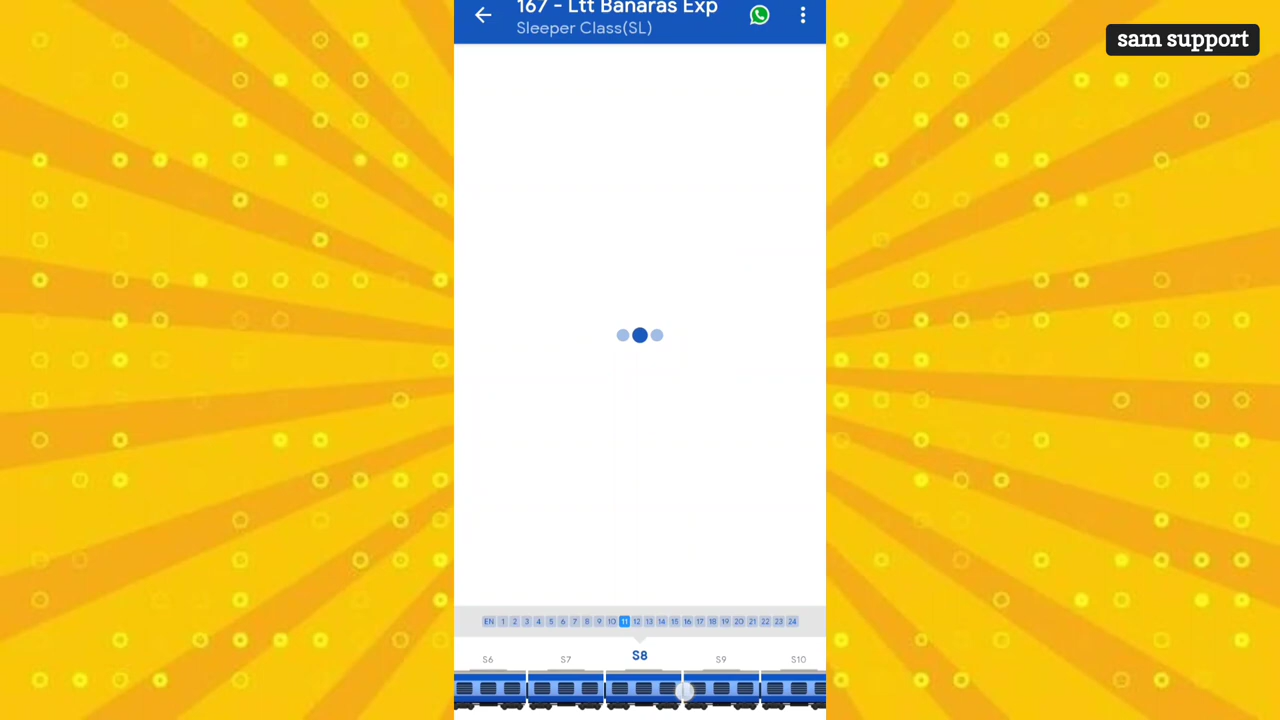 167 - Ltt Banaras Exp
Sleeper Class(SL)
sam support
EN 1 2 3 4 5 6 7 8 9 10 11 12 13 14 15 16 17 18 19 20 21 22 23 24
S8
S6 S7 S9 S10